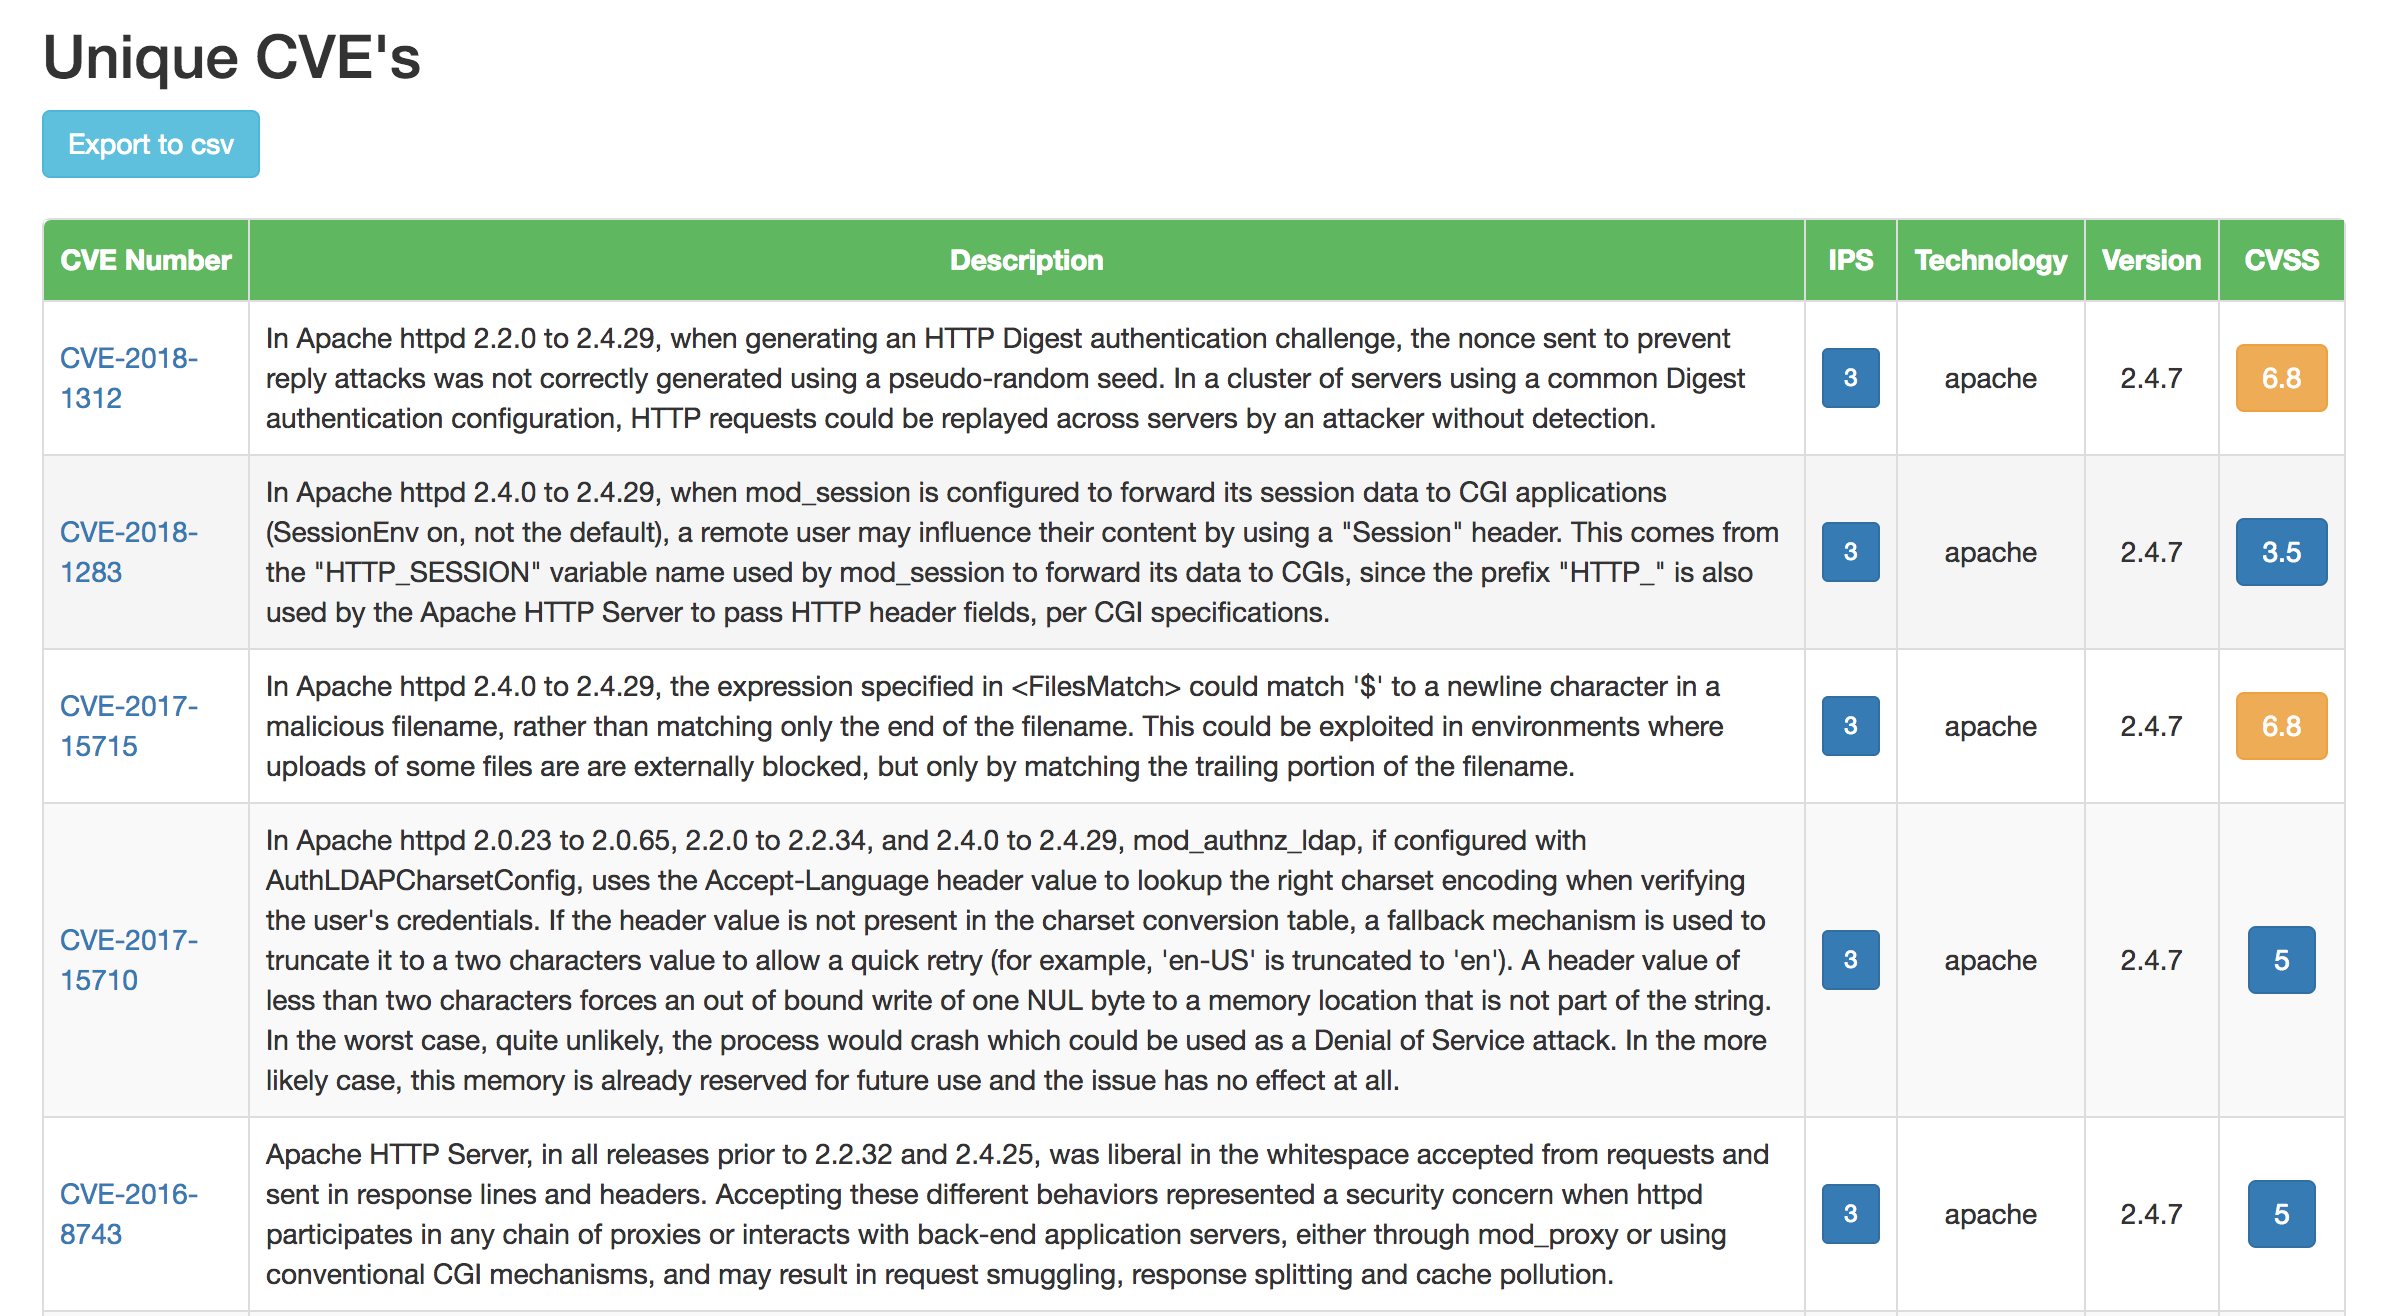 Unique CVE's
Export to csv
CVE Number Description IPS Technology Version CVSS
CVE-2018-
1312
In Apache httpd 2.2.0 to 2.4.29, when generating an HTTP Digest authentication challenge, the nonce sent to prevent
reply attacks was not correctly generated using a pseudo-random seed. In a cluster of servers using a common Digest
authentication configuration, HTTP requests could be replayed across servers by an attacker without detection.
3 apache 2.4.7 6.8
CVE-2018-
1283
In Apache httpd 2.4.0 to 2.4.29, when mod_session is configured to forward its session data to CGI applications
(SessionEnv on, not the default), a remote user may influence their content by using a "Session" header. This comes from
the "HTTP_SESSION" variable name used by mod_session to forward its data to CGIs, since the prefix "HTTP_" is also
used by the Apache HTTP Server to pass HTTP header fields, per CGI specifications.
3 apache 2.4.7 3.5
CVE-2017-
15715
In Apache httpd 2.4.0 to 2.4.29, the expression specified in <FilesMatch> could match '$' to a newline character in a
malicious filename, rather than matching only the end of the filename. This could be exploited in environments where
uploads of some files are are externally blocked, but only by matching the trailing portion of the filename.
3 apache 2.4.7 6.8
CVE-2017-
15710
In Apache httpd 2.0.23 to 2.0.65, 2.2.0 to 2.2.34, and 2.4.0 to 2.4.29, mod_authnz_ldap, if configured with
AuthLDAPCharsetConfig, uses the Accept-Language header value to lookup the right charset encoding when verifying
the user's credentials. If the header value is not present in the charset conversion table, a fallback mechanism is used to
truncate it to a two characters value to allow a quick retry (for example, 'en-US' is truncated to 'en'). A header value of
less than two characters forces an out of bound write of one NUL byte to a memory location that is not part of the string.
In the worst case, quite unlikely, the process would crash which could be used as a Denial of Service attack. In the more
likely case, this memory is already reserved for future use and the issue has no effect at all.
3 apache 2.4.7 5
CVE-2016-
8743
Apache HTTP Server, in all releases prior to 2.2.32 and 2.4.25, was liberal in the whitespace accepted from requests and
sent in response lines and headers. Accepting these different behaviors represented a security concern when httpd
participates in any chain of proxies or interacts with back-end application servers, either through mod_proxy or using
conventional CGI mechanisms, and may result in request smuggling, response splitting and cache pollution.
3 apache 2.4.7 5